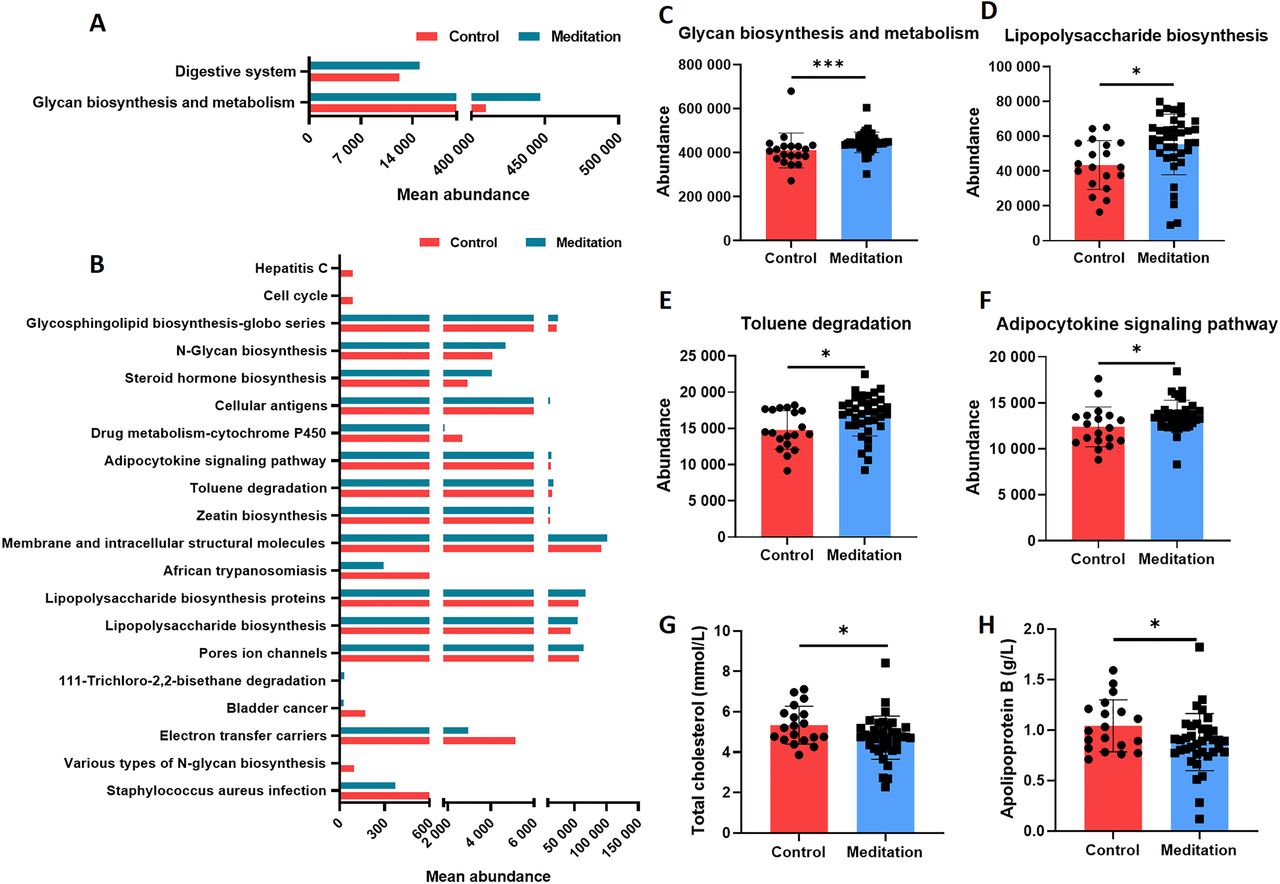 A
Control
Meditation
Digestive system
Glycan biosynthesis and metabolism
0
7 000
14 000
400 000
450 000
500 000
Mean abundance
B
Control
Meditation
Hepatitis C
Cell cycle
Glycosphingolipid biosynthesis-globo series
N-Glycan biosynthesis
Steroid hormone biosynthesis
Cellular antigens
Drug metabolism-cytochrome P450
Adipocytokine signaling pathway
Toluene degradation
Zeatin biosynthesis
Membrane and intracellular structural molecules
African trypanosomiasis
Lipopolysaccharide biosynthesis proteins
Lipopolysaccharide biosynthesis
Pores ion channels
111-Trichloro-2,2-bisethane degradation
Bladder cancer
Electron transfer carriers
Various types of N-glycan biosynthesis
Staphylococcus aureus infection
0
300
600
2 000
4 000
6 000
50 000
100 000
150 000
Mean abundance
C
Glycan biosynthesis and metabolism
800 000
600 000
400 000
200 000
0
Abundance
***
Control
Meditation
D
Lipopolysaccharide biosynthesis
100 000
80 000
60 000
40 000
20 000
0
Abundance
*
Control
Meditation
E
Toluene degradation
25 000
20 000
15 000
10 000
5 000
0
Abundance
*
Control
Meditation
F
Adipocytokine signaling pathway
20 000
15 000
10 000
5 000
0
Abundance
*
Control
Meditation
G
Total cholesterol (mmol/L)
10
8
6
4
2
0
*
Control
Meditation
H
Apolipoprotein B (g/L)
2.0
1.5
1.0
0.5
0.0
*
Control
Meditation